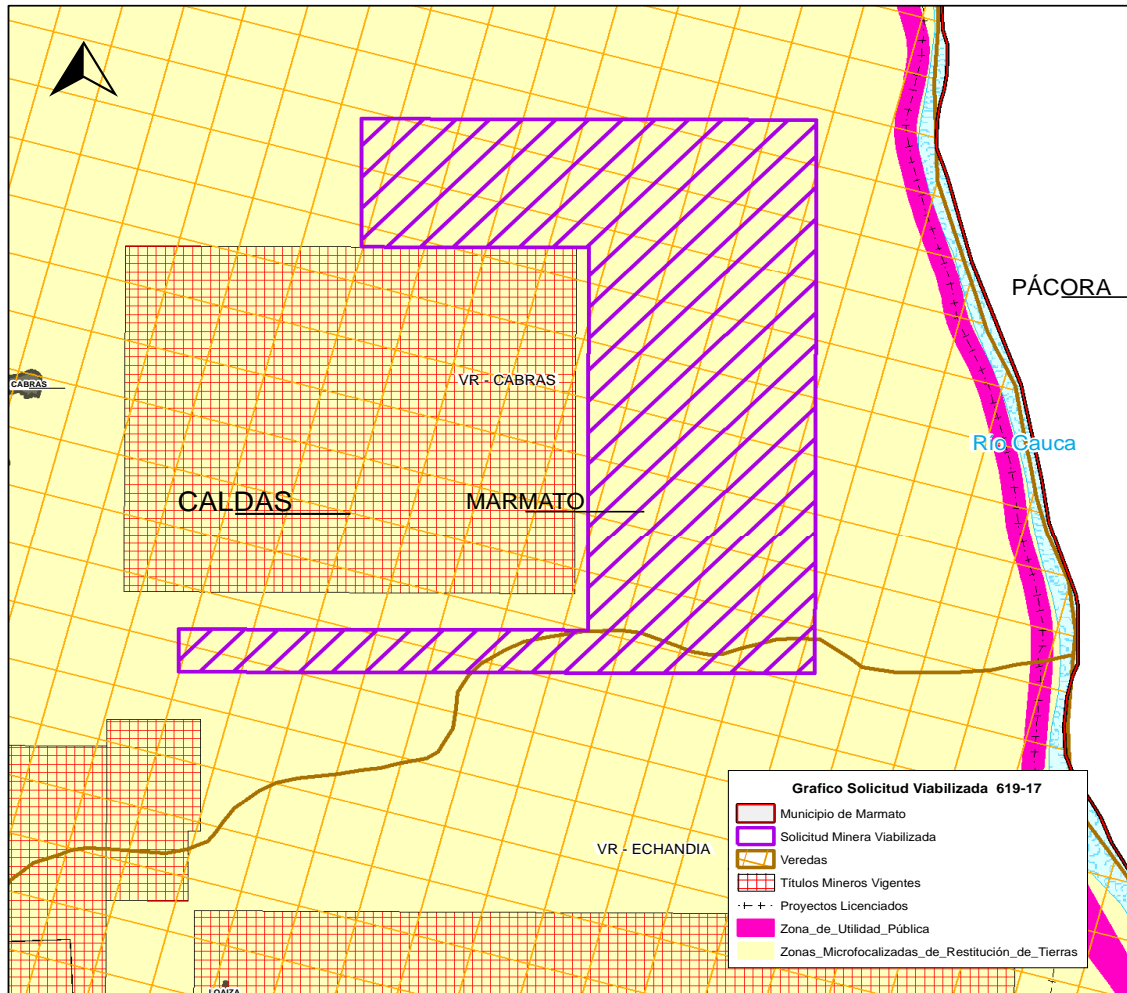 PÁCORA
CABRAS
VR - CABRAS
Río Cauca
CALDAS
MARMATO
VR - ECHANDIA
Grafico Solicitud Viabilizada 619-17
Municipio de Marmato
Solicitud Minera Viabilizada
Veredas
Títulos Mineros Vigentes
Proyectos Licenciados
Zona_de_Utilidad_Pública
Zonas_Microfocalizadas_de_Restitución_de_Tierras
LOAIZA